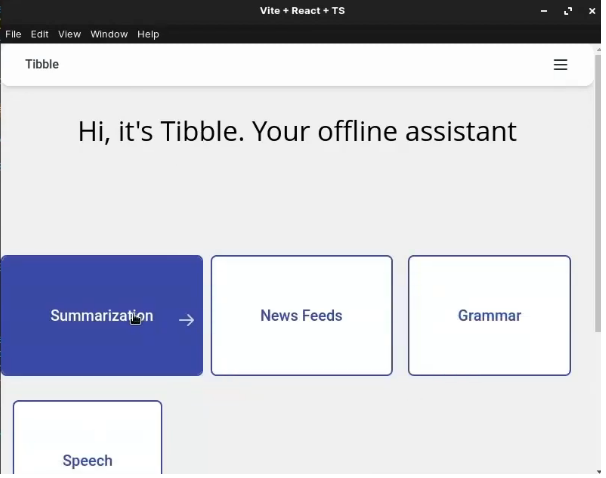 Vite + React + TS
File Edit View Window Help
Tibble
Hi, it's Tibble. Your offline assistant
Summarization
News Feeds
Grammar
Speech